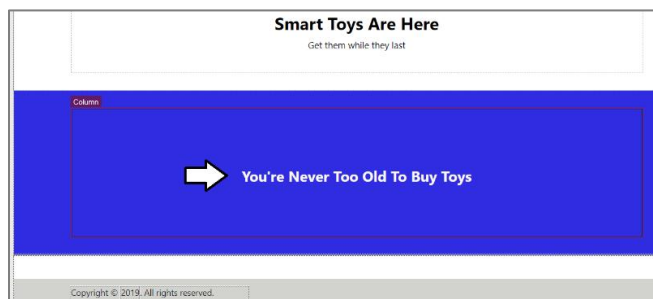 Smart Toys Are Here
Get them while they last
Column
You're Never Too Old To Buy Toys
Copyright © 2019. All rights reserved.